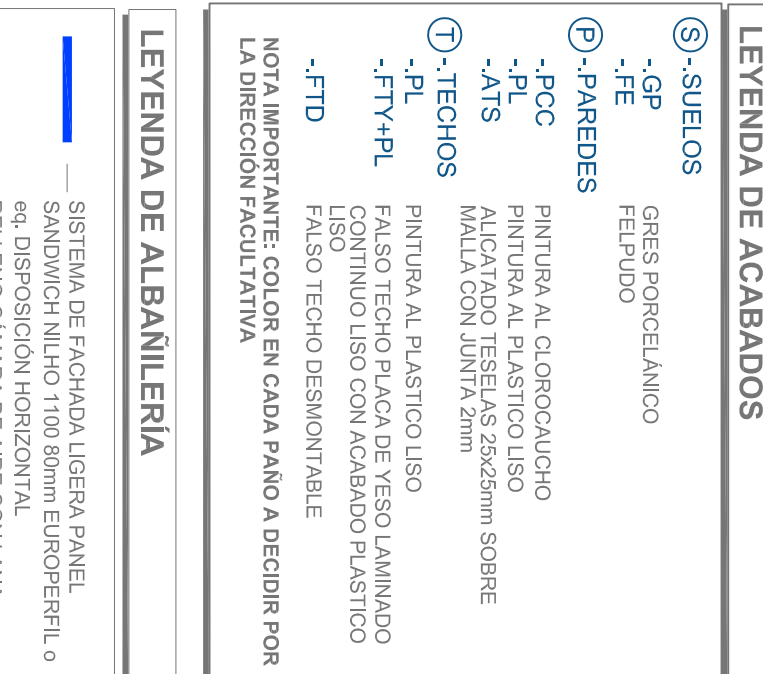 LEYENDA DE ACABADOS
S -.SUELOS
-.GP GRES PORCELÁNICO
-.FE FELPUDO
P -.PAREDES
-.PCC PINTURA AL CLOROCAUCHO
-.PL PINTURA AL PLASTICO LISO
-.ATS ALICATADO TESELAS 25x25mm SOBRE
MALLA CON JUNTA 2mm
T -.TECHOS
-.PL PINTURA AL PLASTICO LISO
-.FTY+PL FALSO TECHO PLACA DE YESO LAMINADO
CONTINUO LISO CON ACABADO PLASTICO
LISO
-.FTD FALSO TECHO DESMONTABLE
NOTA IMPORTANTE: COLOR EN CADA PAÑO A DECIDIR POR
LA DIRECCIÓN FACULTATIVA
LEYENDA DE ALBAÑILERÍA
SISTEMA DE FACHADA LIGERA PANEL
SANDWICH NILHO 1100 80mm EUROPERFIL o
eq. DISPOSICIÓN HORIZONTAL